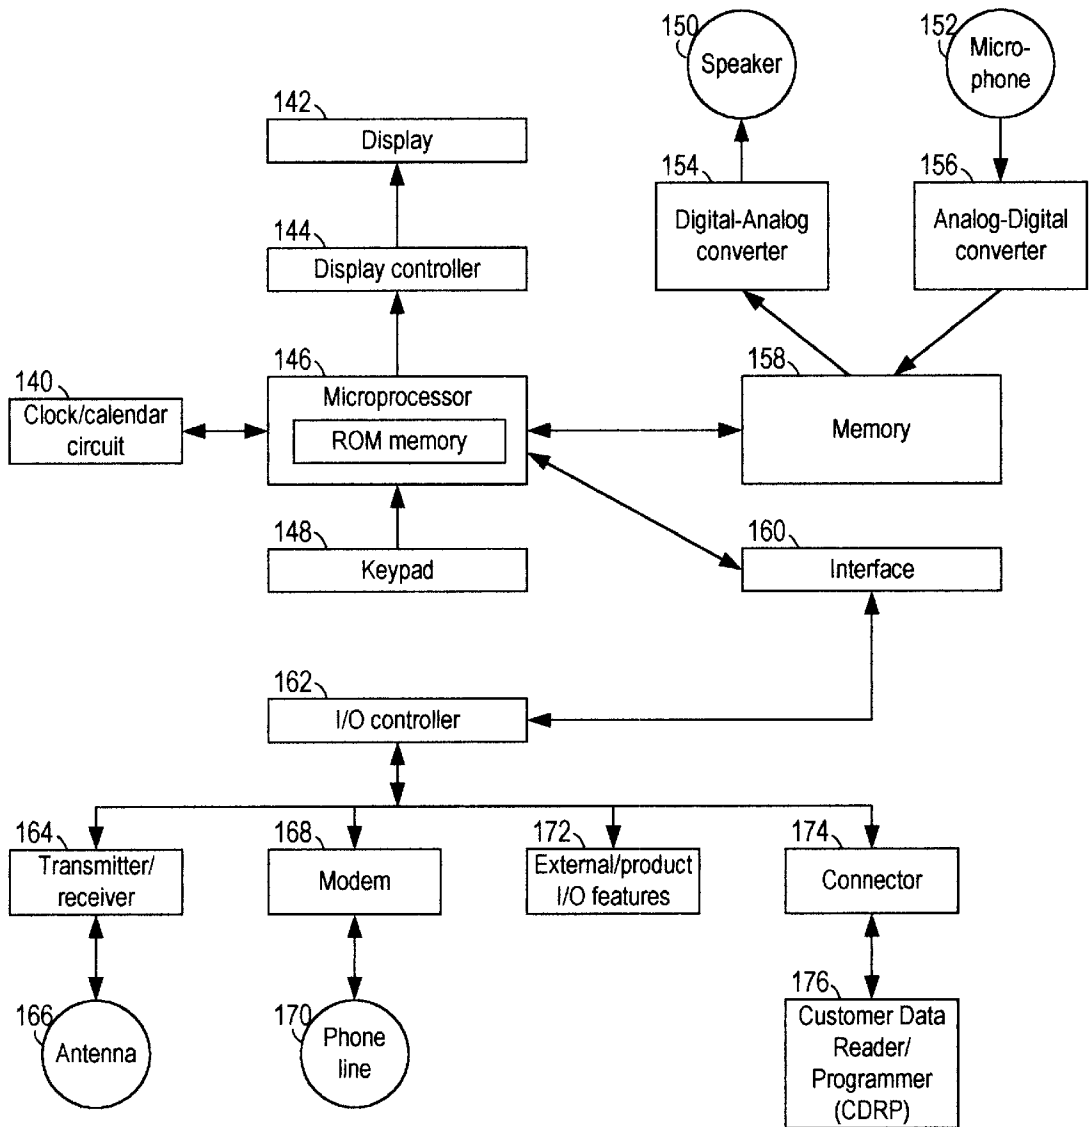 150
Speaker
152
Micro-
phone
142
Display
154
Digital-Analog
converter
156
Analog-Digital
converter
144
Display controller
146
Microprocessor
ROM memory
158
Memory
140
Clock/calendar
circuit
148
Keypad
160
Interface
162
I/O controller
164
Transmitter/
receiver
168
Modem
172
External/product
I/O features
174
Connector
166
Antenna
170
Phone
line
176
Customer Data
Reader/
Programmer
(CDRP)